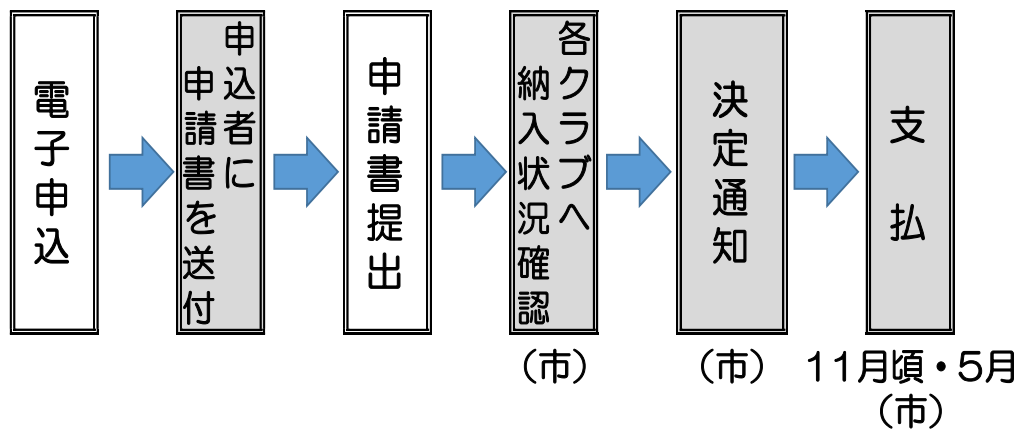 電子申込
申込者に
申請書を送付
申請書提出
各クラブへ
納入状況確認
（市）
決定通知
（市）
支払
11月頃・5月
（市）